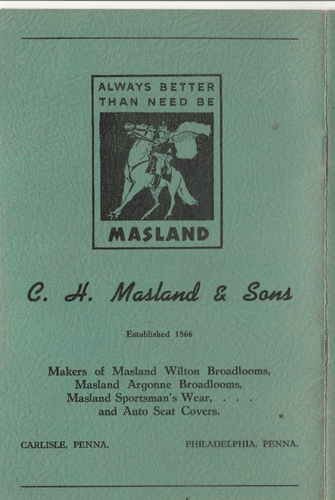 ALWAYS BETTER
THAN NEED BE
MASLAND
C. H. Masland & Sons
Established 1866
Makers of Masland Wilton Broadlooms,
Masland Argonne Broadlooms,
Masland Sportsman's Wear, . . .
and Auto Seat Covers.
CARLISLE, PENNA. PHILADELPHIA, PENNA.